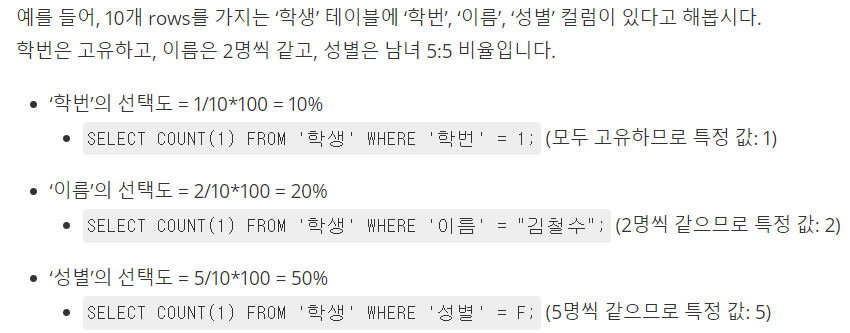 예를 들어, 10개 rows를 가지는 ‘학생’ 테이블에 ‘학번’, ‘이름’, ‘성별’ 컬럼이 있다고 해봅시다.
학번은 고유하고, 이름은 2명씩 같고, 성별은 남녀 5:5 비율입니다.
• ‘학번’의 선택도 = 1/10*100 = 10%
• SELECT COUNT(1) FROM '학생' WHERE '학번' = 1; (모두 고유하므로 특정 값: 1)
• ‘이름’의 선택도 = 2/10*100 = 20%
• SELECT COUNT(1) FROM '학생' WHERE '이름' = "김철수"; (2명씩 같으므로 특정 값: 2)
• ‘성별’의 선택도 = 5/10*100 = 50%
• SELECT COUNT(1) FROM '학생' WHERE '성별' = F; (5명씩 같으므로 특정 값: 5)